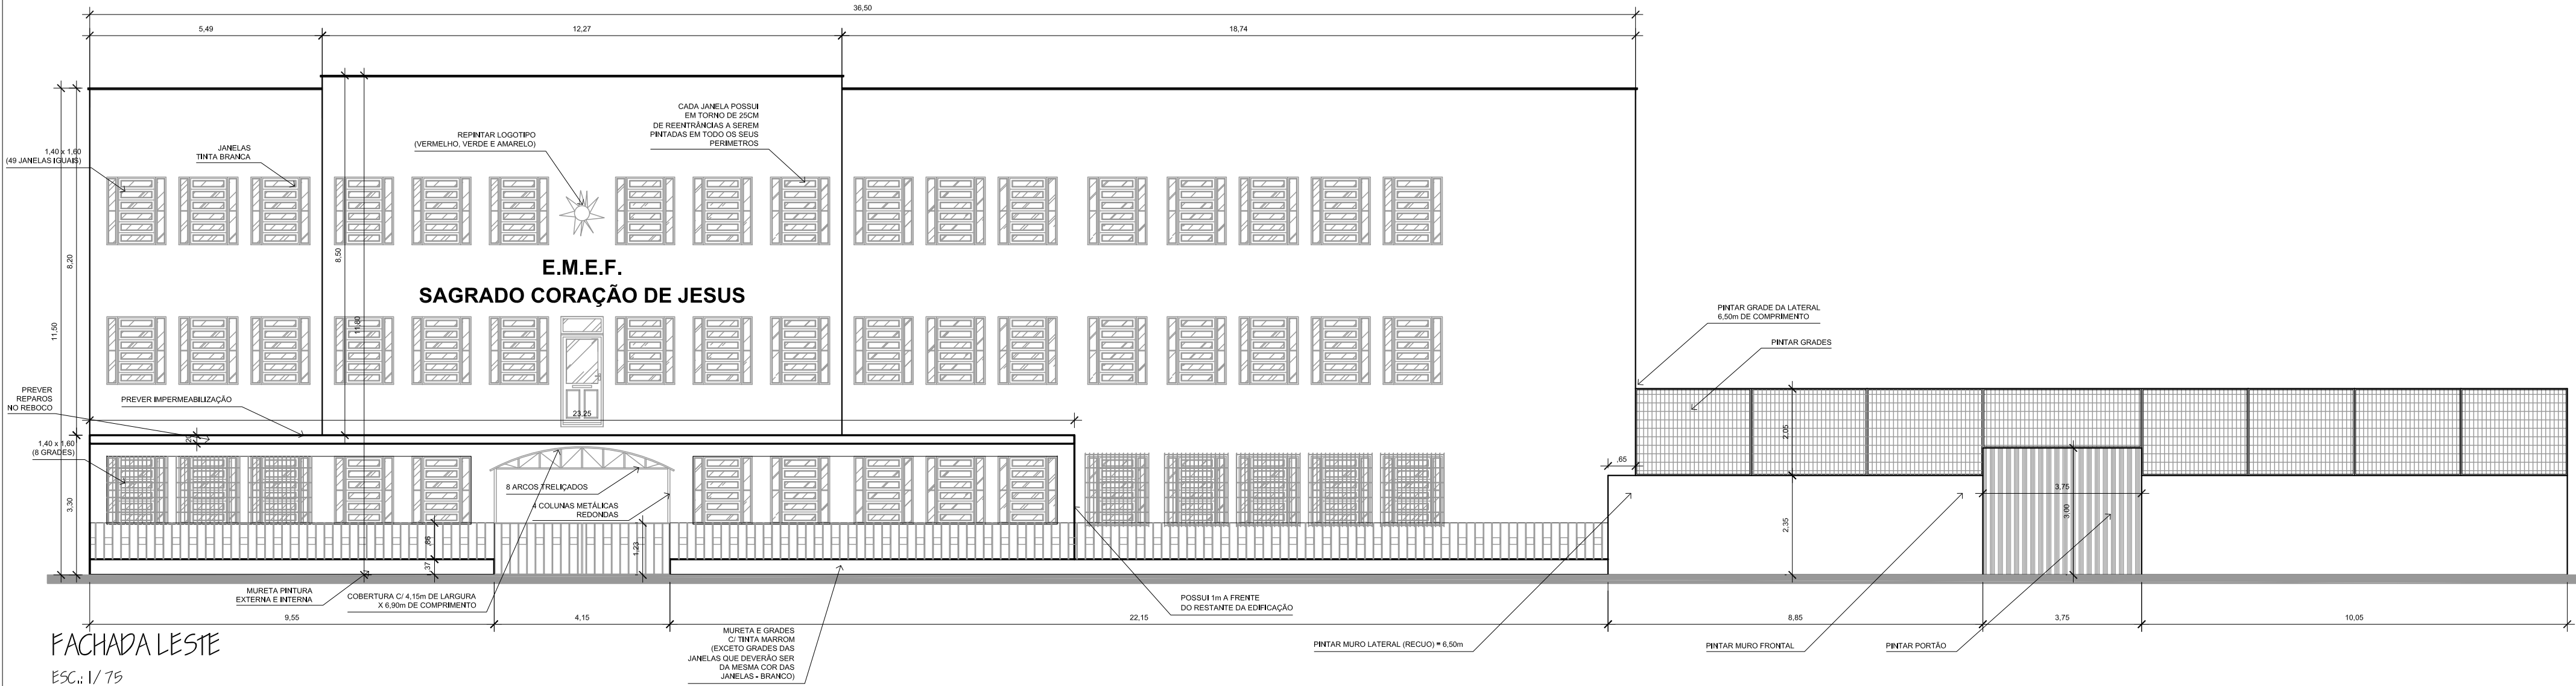 36,50
5,49
12,27
18,74
CADA JANELA POSSUI
EM TORNO DE 25CM
DE REENTRÂNCIAS A SEREM
PINTADAS EM TODO OS SEUS
PERIMETROS
REPINTAR LOGOTIPO
(VERMELHO, VERDE E AMARELO)
JANELAS
TINTA BRANCA
1,40 x 1,60
(49 JANELAS IGUAIS)
8,50
8,20
11,50
11,80
E.M.E.F.
SAGRADO CORAÇÃO DE JESUS
PINTAR GRADE DA LATERAL
6,50m DE COMPRIMENTO
PINTAR GRADES
PREVER
REPAROS
NO REBOCO
PREVER IMPERMEABILIZAÇÃO
23,25
,20
1,40 x 1,60
(8 GRADES)
2,05
,65
8 ARCOS TRELIÇADOS
4 COLUNAS METÁLICAS
REDONDAS
3,30
,86
1,23
,37
2,35
3,75
3,00
MURETA PINTURA
EXTERNA E INTERNA
COBERTURA C/ 4,15m DE LARGURA
X 6,90m DE COMPRIMENTO
POSSUI 1m A FRENTE
DO RESTANTE DA EDIFICAÇÃO
9,55
4,15
22,15
8,85
3,75
10,05
MURETA E GRADES
C/ TINTA MARROM
(EXCETO GRADES DAS
JANELAS QUE DEVERÃO SER
DA MESMA COR DAS
JANELAS - BRANCO)
PINTAR MURO LATERAL (RECUO) = 6,50m
PINTAR MURO FRONTAL
PINTAR PORTÃO
FACHADA LESTE
ESC.: 1/75